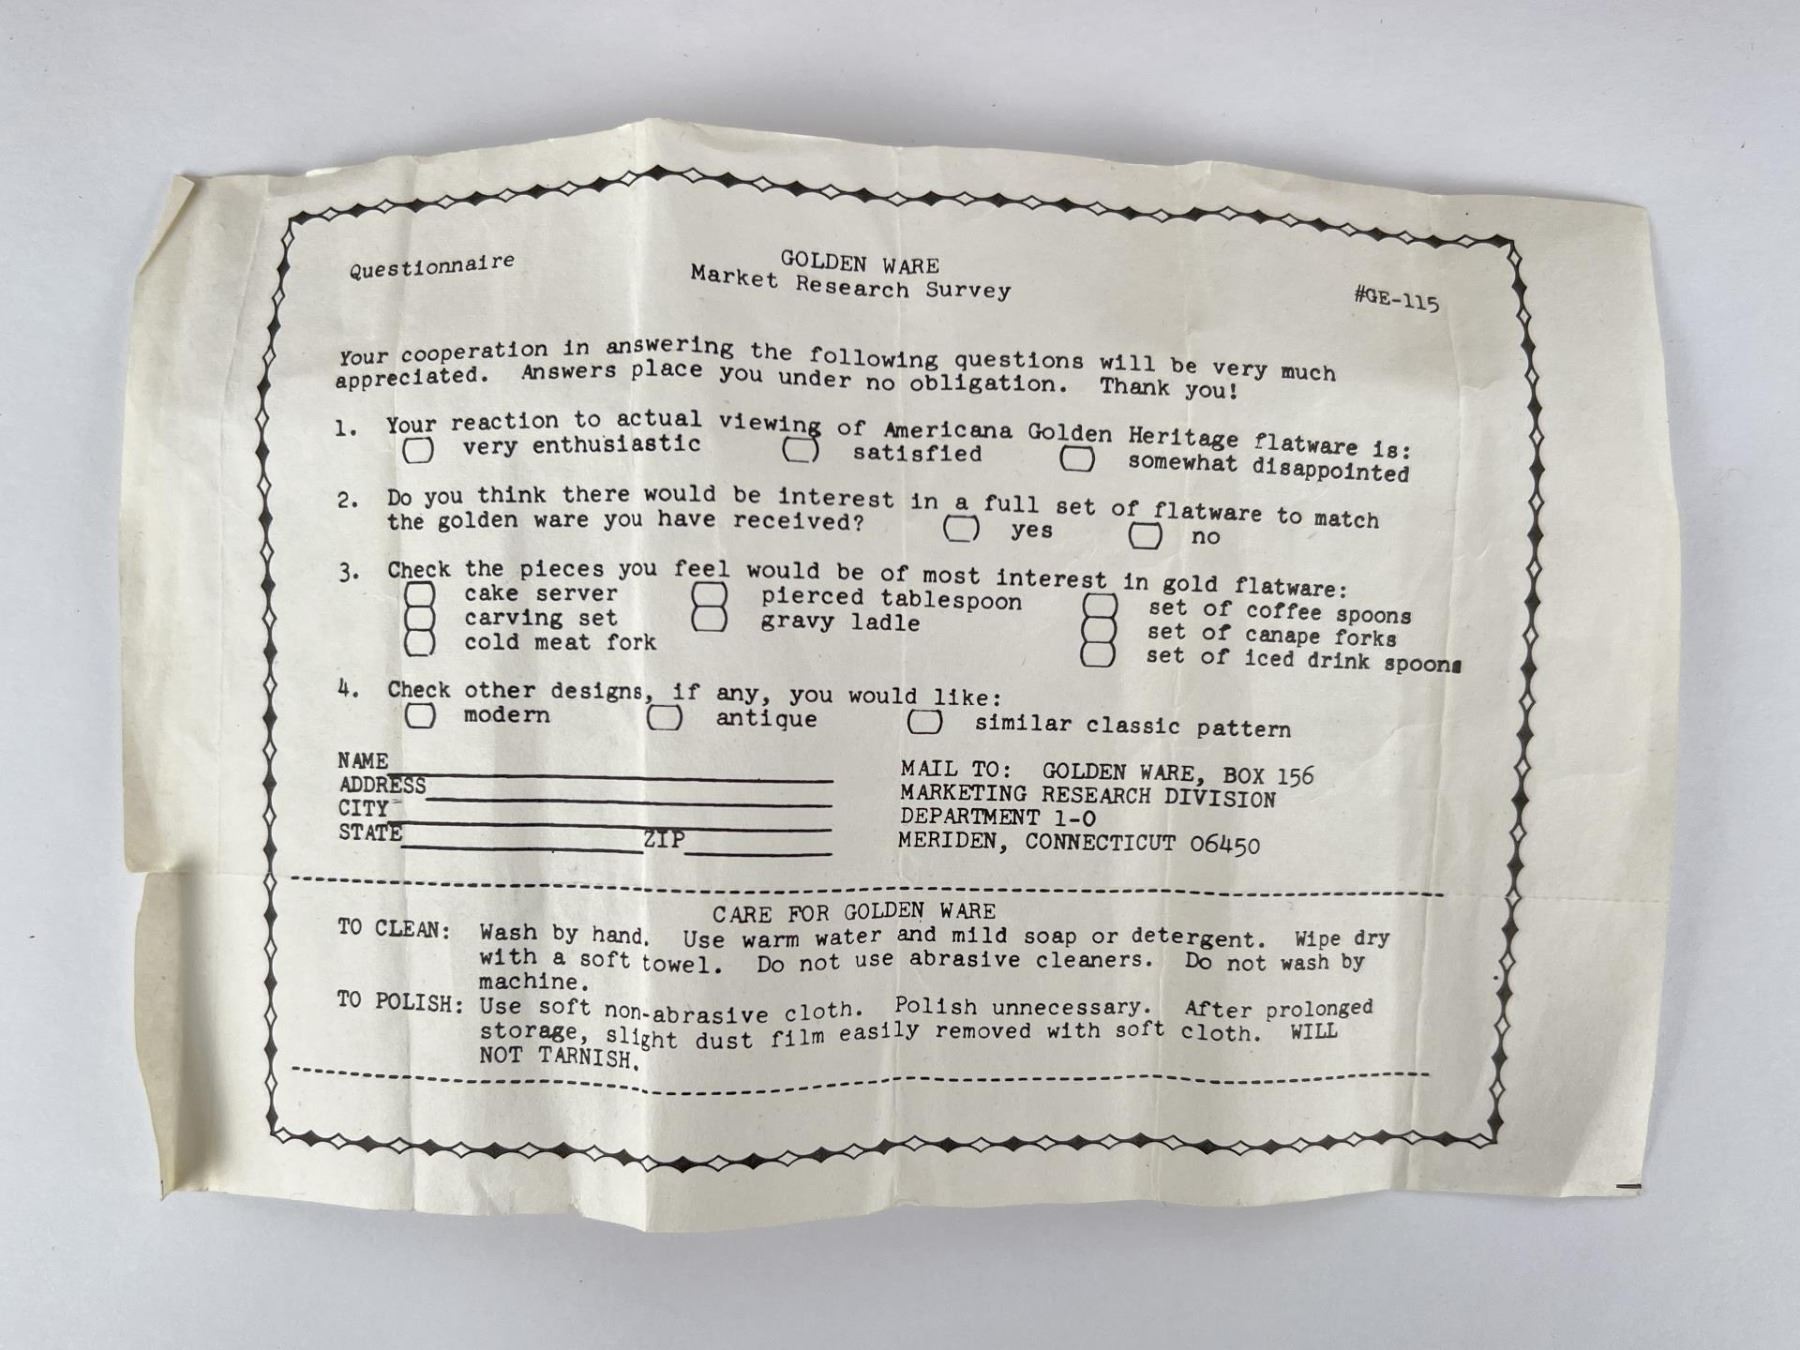 Questionnaire
GOLDEN WARE
Market Research Survey
#GE-115
Your cooperation in answering the following questions will be very much
appreciated. Answers place you under no obligation. Thank you!
1. Your reaction to actual viewing of Americana Golden Heritage flatware is:
very enthusiastic satisfied somewhat disappointed
2. Do you think there would be interest in a full set of flatware to match
the golden ware you have received? yes no
3. Check the pieces you feel would be of most interest in gold flatware:
cake server pierced tablespoon set of coffee spoons
carving set gravy ladle set of canape forks
cold meat fork set of iced drink spoons
4. Check other designs, if any, you would like:
modern antique similar classic pattern
NAME
ADDRESS
CITY
STATE ZIP
MAIL TO: GOLDEN WARE, BOX 156
MARKETING RESEARCH DIVISION
DEPARTMENT 1-O
MERIDEN, CONNECTICUT 06450
CARE FOR GOLDEN WARE
TO CLEAN: Wash by hand. Use warm water and mild soap or detergent. Wipe dry
with a soft towel. Do not use abrasive cleaners. Do not wash by
machine.
TO POLISH: Use soft non-abrasive cloth. Polish unnecessary. After prolonged
storage, slight dust film easily removed with soft cloth. WILL
NOT TARNISH.